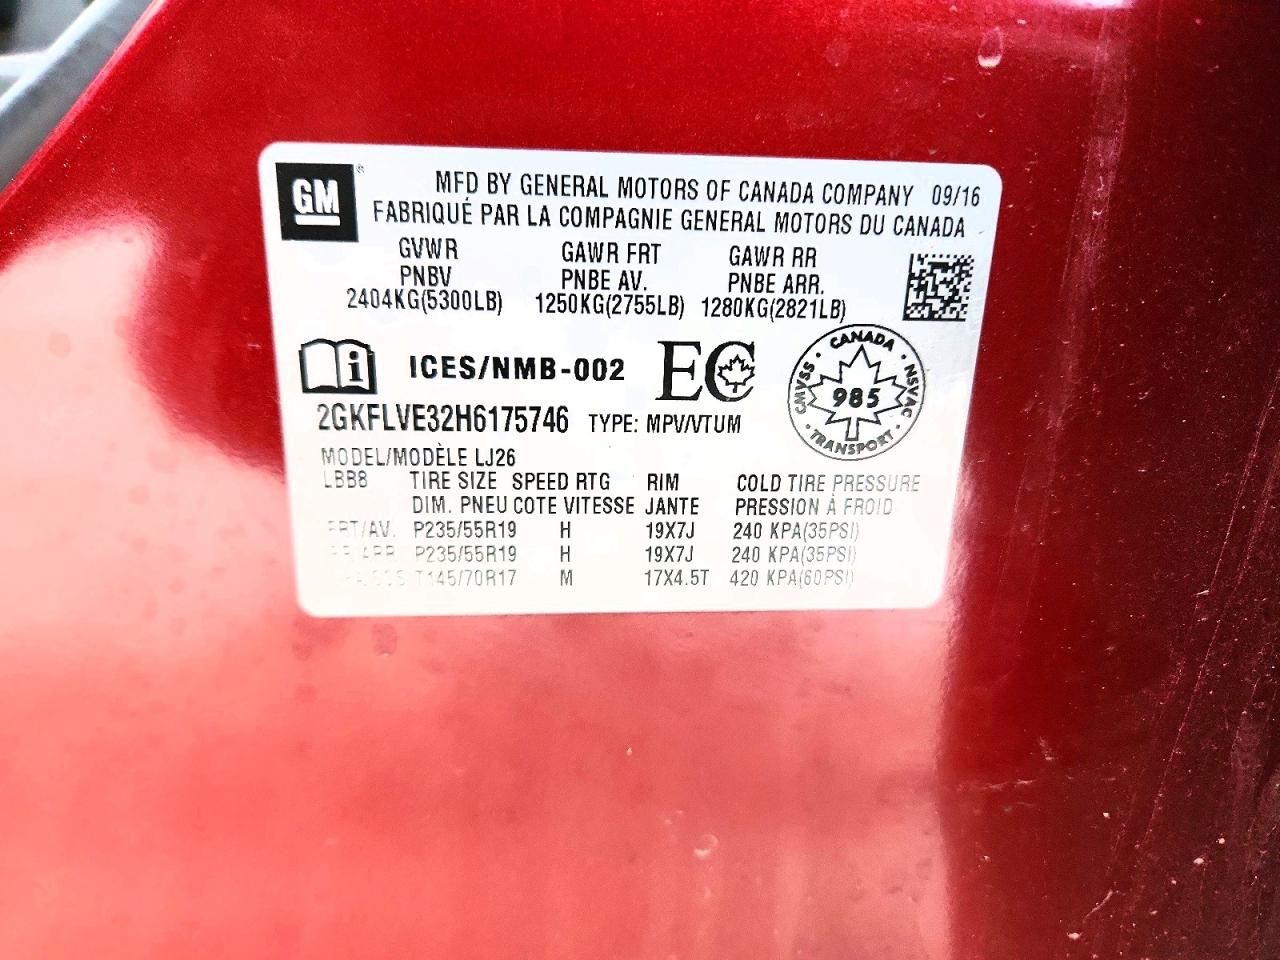 GM®
MFD BY GENERAL MOTORS OF CANADA COMPANY 09/16
FABRIQUÉ PAR LA COMPAGNIE GENERAL MOTORS DU CANADA
GVWR GAWR FRT GAWR RR
PNBV PNBE AV. PNBE ARR.
2404KG(5300LB) 1250KG(2755LB) 1280KG(2821LB)
i ICES/NMB-002 EC
CANADA
CMVSS 985 NSVAC
TRANSPORT
2GKFLVE32H6175746 TYPE: MPV/VTUM
MODEL/MODÈLE LJ26
LBB8 TIRE SIZE SPEED RTG RIM COLD TIRE PRESSURE
DIM. PNEU COTE VITESSE JANTE PRESSION À FROID
FRT/AV. P235/55R19 H 19X7J 240 KPA(35PSI)
RR/ARR P235/55R19 H 19X7J 240 KPA(35PSI)
T145/70R17 M 17X4.5T 420 KPA(60PSI)